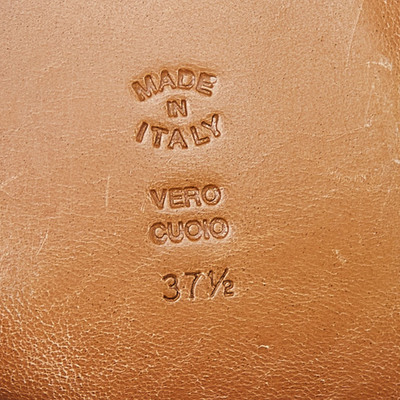 MADE
IN
ITALY
VERO
CUOIO
37½